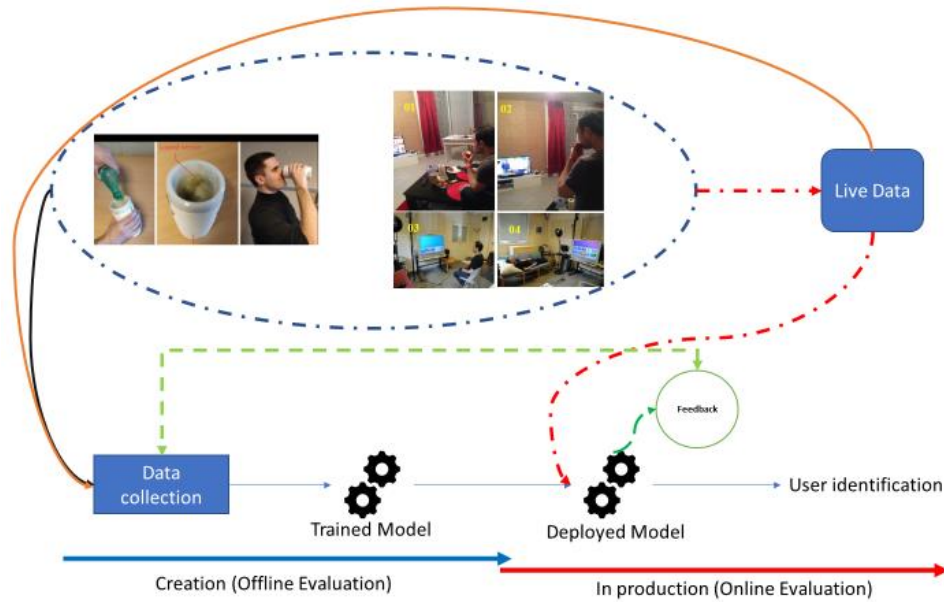 01
02
03
04
Live Data
Feedback
Data
collection
Trained Model
Deployed Model
User identification
Creation (Offline Evaluation)
In production (Online Evaluation)